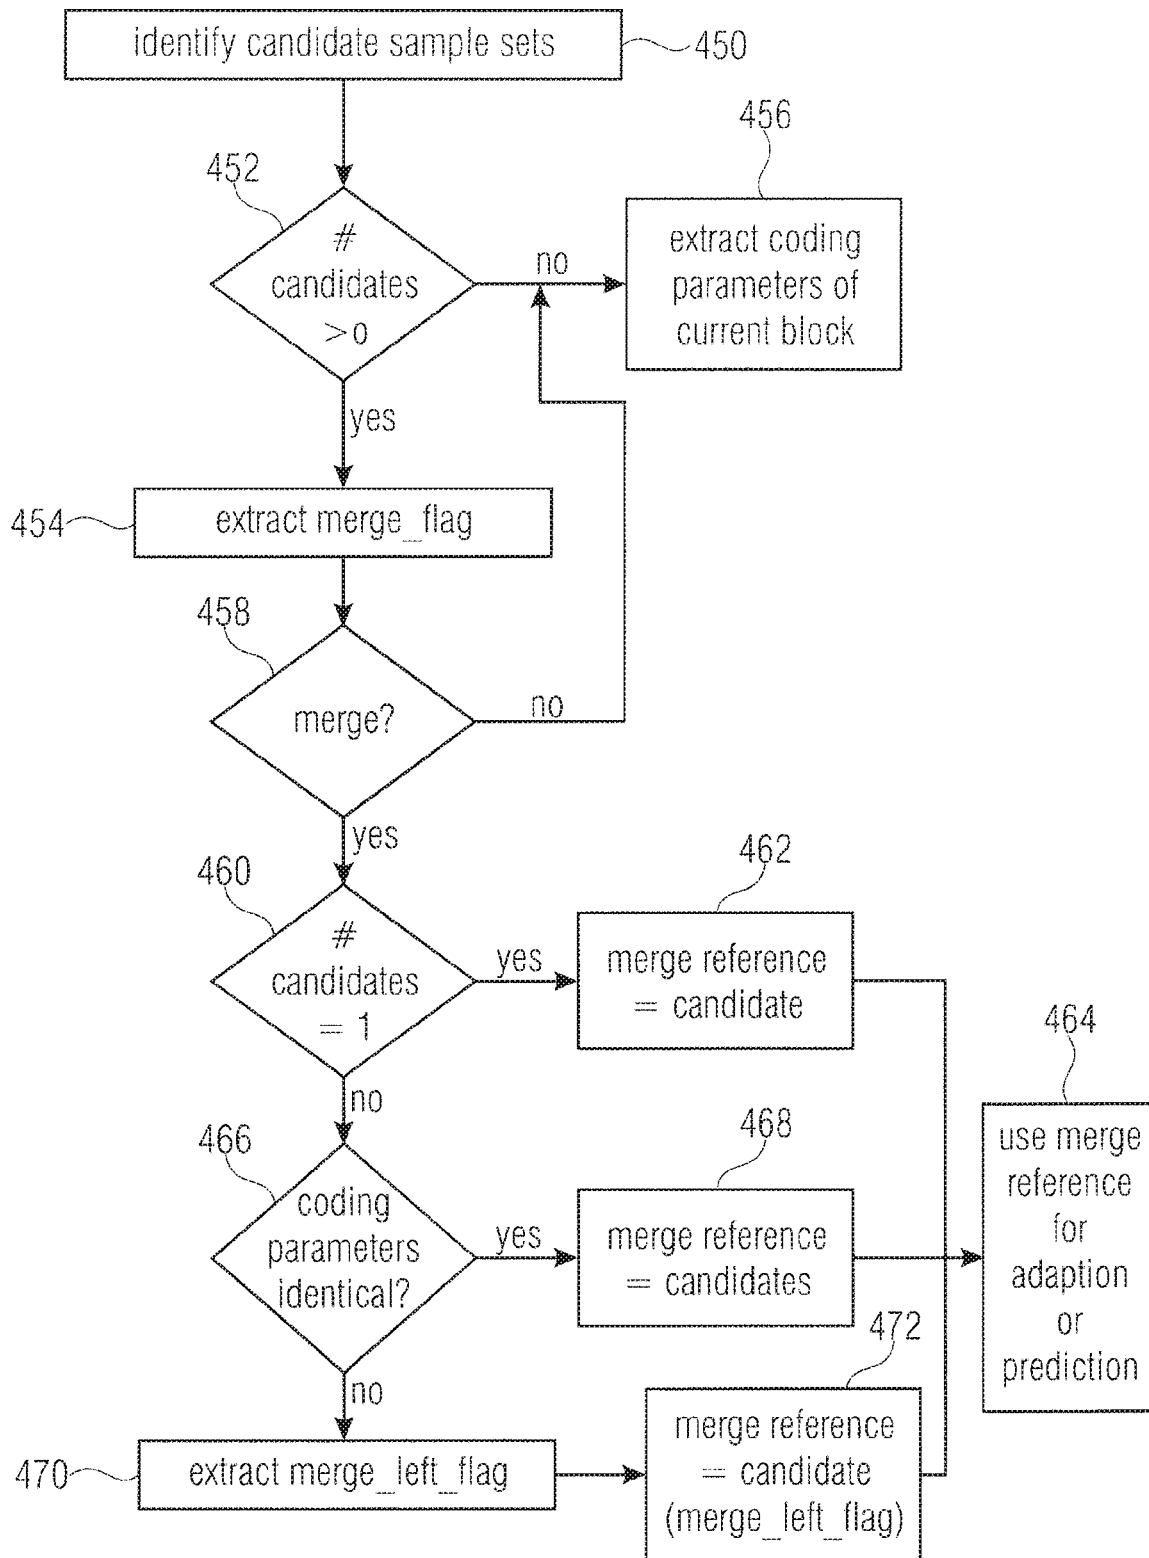 identify candidate sample sets
450
456
452
#
candidates
>0
no
extract coding
parameters of
current block
yes
454
extract merge_flag
458
merge?
no
yes
460
462
#
candidates
= 1
yes
merge reference
= candidate
464
no
466
468
use merge
reference
for
adaption
or
prediction
coding
parameters
identical?
yes
merge reference
= candidates
472
no
470
extract merge_left_flag
merge reference
= candidate
(merge_left_flag)